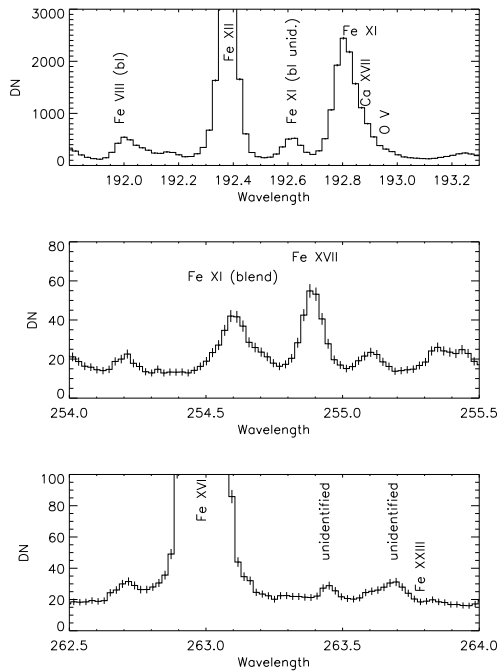 3000
2000
1000
0
DN
Fe VIII (bl)
Fe XII
Fe XI (bl unid.)
Fe XI
Ca XVII
O V
192.0 192.2 192.4 192.6 192.8 193.0 193.2
Wavelength
80
60
40
20
0
DN
Fe XI (blend)
Fe XVII
254.0 254.5 255.0 255.5
Wavelength
100
80
60
40
20
0
DN
Fe XVI
unidentified
unidentified
Fe XXIII
262.5 263.0 263.5 264.0
Wavelength